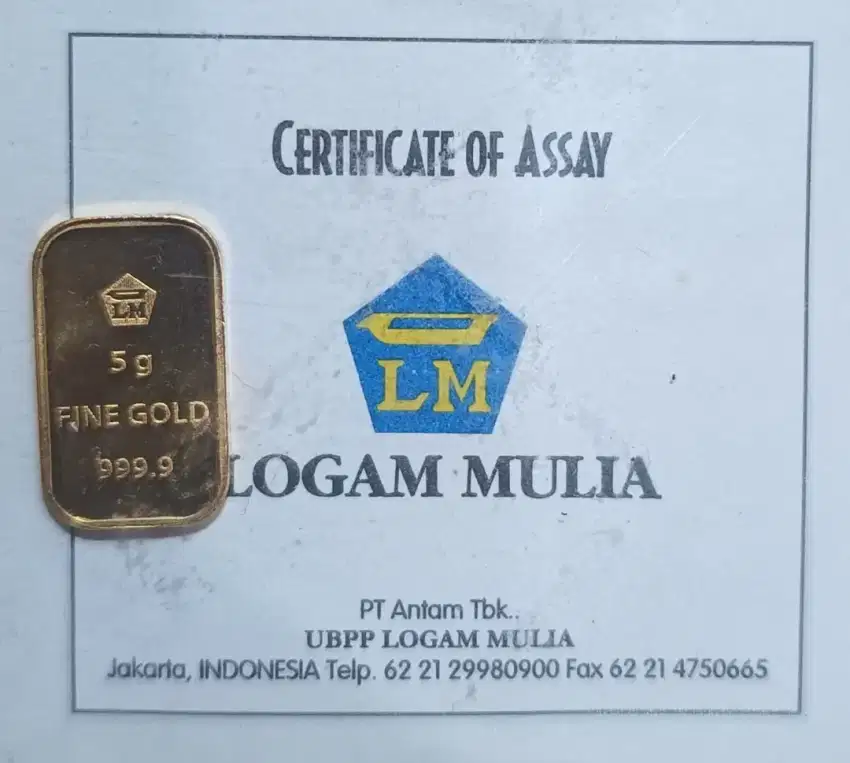 CERTIFICATE OF ASSAY
LM
LOGAM MULIA
PT Antam Tbk..
UBPP LOGAM MULIA
Jakarta, INDONESIA Telp. 62 21 29980900 Fax 62 21 4750665
LM
5 g
FINE GOLD
999.9